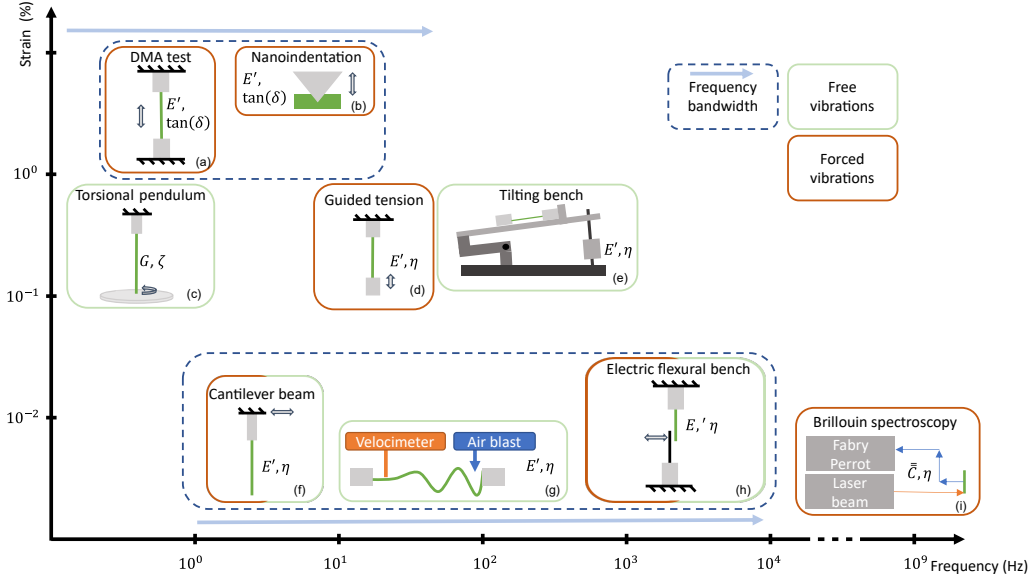 Strain (%)
DMA test
E′,
tan(δ)
(a)
Nanoindentation
E′,
tan(δ)
(b)
Frequency
bandwidth
Free
vibrations
Forced
vibrations
10⁰
Torsional pendulum
G, ζ
(c)
Guided tension
E′, η
(d)
Tilting bench
E′, η
(e)
10⁻¹
Cantilever beam
E′, η
(f)
Velocimeter
Air blast
E′, η
(g)
Electric flexural bench
E,′ η
(h)
10⁻²
Brillouin spectroscopy
Fabry
Perrot
Laser
beam
C̿, η
(i)
10⁰
10¹
10²
10³
10⁴
10⁹
Frequency (Hz)